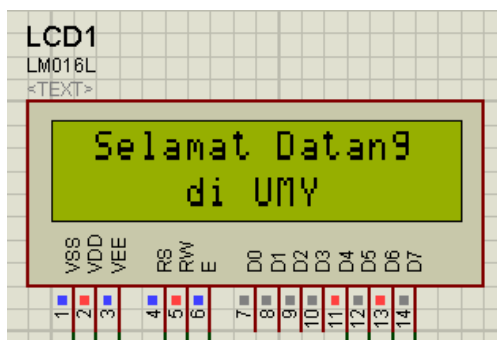 LCD1
LM016L
<TEXT>
Selamat Datang
di UMY
VSS VDD VEE RS RW E D0 D1 D2 D3 D4 D5 D6 D7
1 2 3 4 5 6 7 8 9 10 11 12 13 14